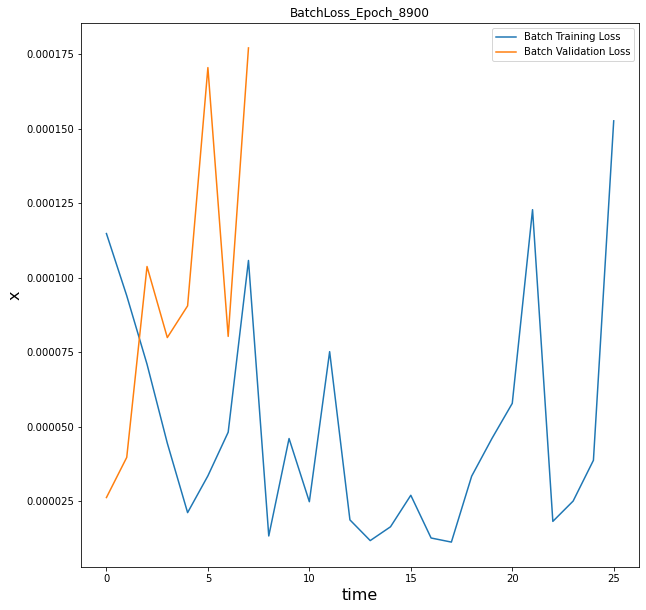 BatchLoss_Epoch_8900
Batch Training Loss
Batch Validation Loss
0.000175
0.000150
0.000125
0.000100
0.000075
0.000050
0.000025
x
0 5 10 15 20 25
time